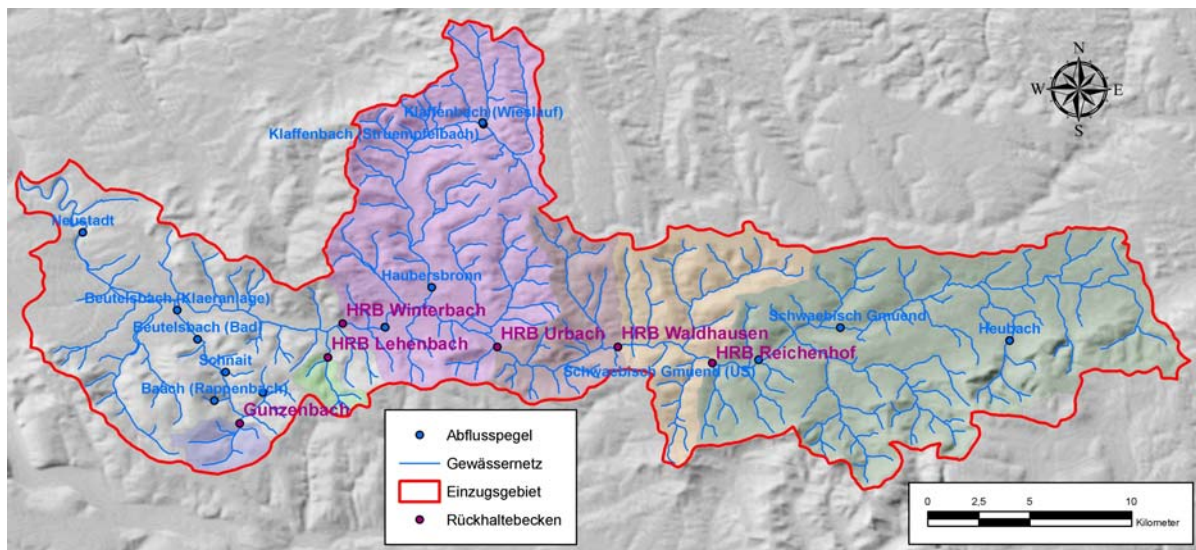 N
W E
S
Klaffenbach (Wieslauf)
Klaffenbach (Struempfelbach)
Neustadt
Haubersbronn
Beutelsbach (Klaeranlage)
HRB Winterbach
Beutelsbach (Bad)
Schwaebisch Gmuend
HRB Urbach
HRB Waldhausen
Heubach
HRB Lehenbach
HRB Reichenhof
Schnait
Schwaebisch Gmuend (US)
Baach (Rappenbach)
Gunzenbach
Abflusspegel
Gewässernetz
Einzugsgebiet
Rückhaltebecken
0 2,5 5 10
Kilometer